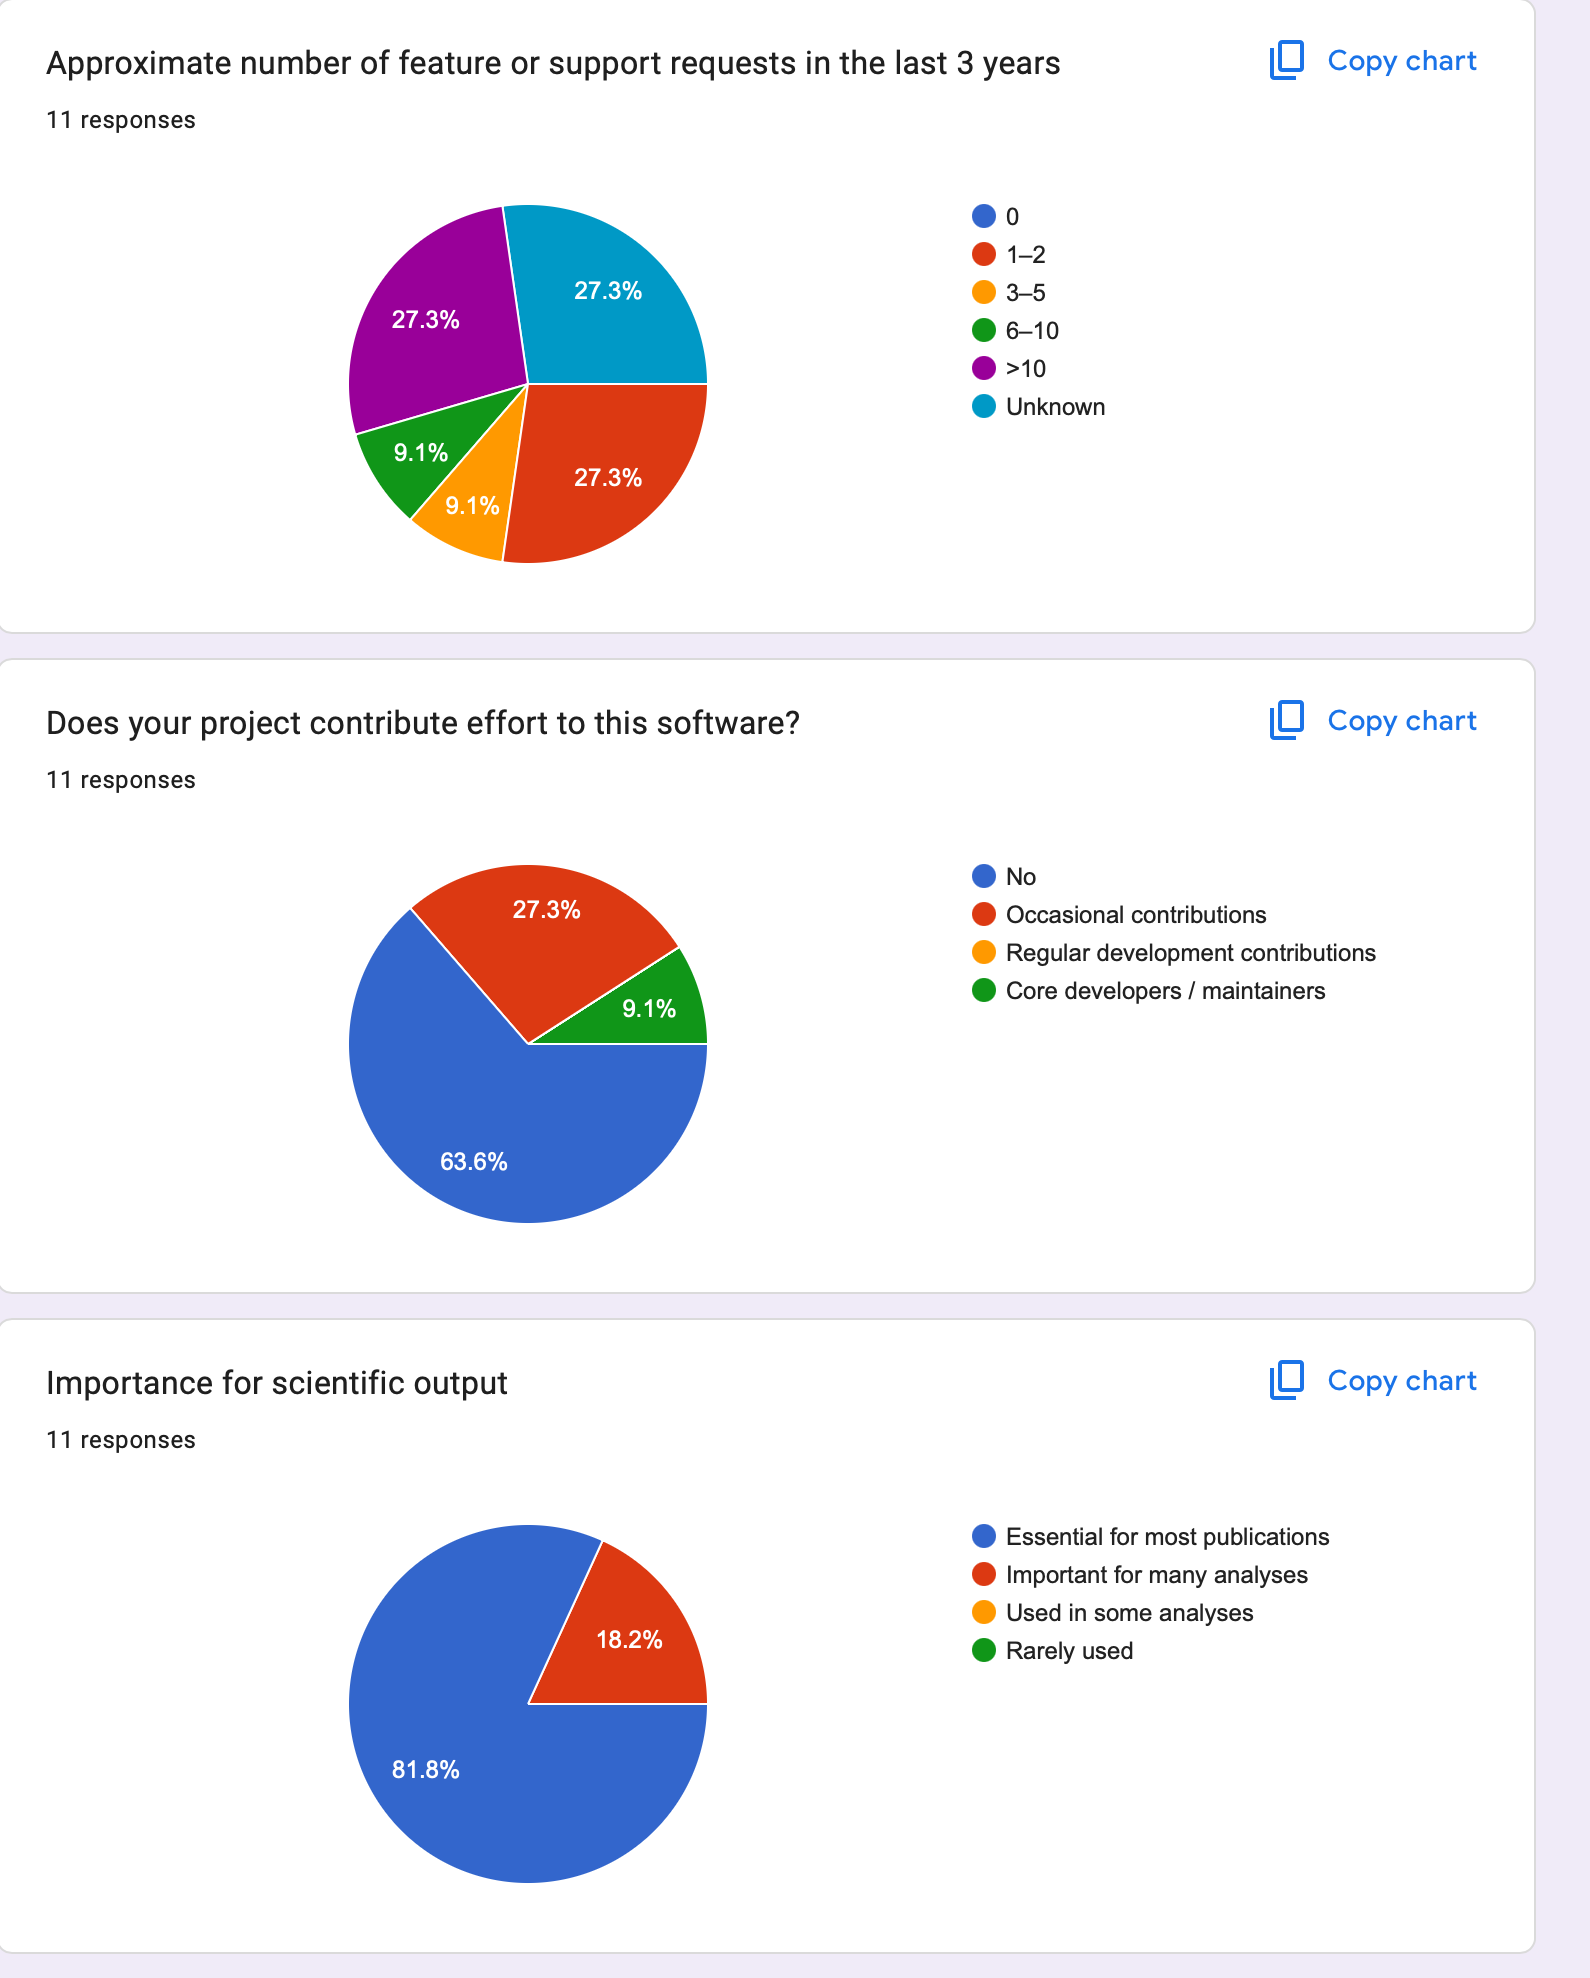 Approximate number of feature or support requests in the last 3 years
Copy chart
11 responses
27.3%
27.3%
9.1%
9.1%
27.3%
0
1–2
3–5
6–10
>10
Unknown
Does your project contribute effort to this software?
Copy chart
11 responses
27.3%
9.1%
63.6%
No
Occasional contributions
Regular development contributions
Core developers / maintainers
Importance for scientific output
Copy chart
11 responses
18.2%
81.8%
Essential for most publications
Important for many analyses
Used in some analyses
Rarely used